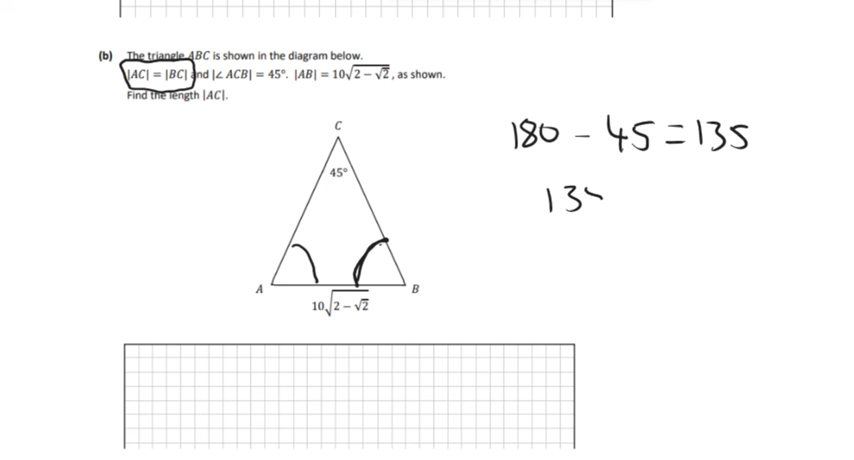 (b) The triangle ABC is shown in the diagram below.
|AC| = |BC| and |∠ ACB| = 45°. |AB| = 10√(2 − √2), as shown.
Find the length |AC|.
180 − 45 = 135
135
C
45°
A
B
10√(2 − √2)